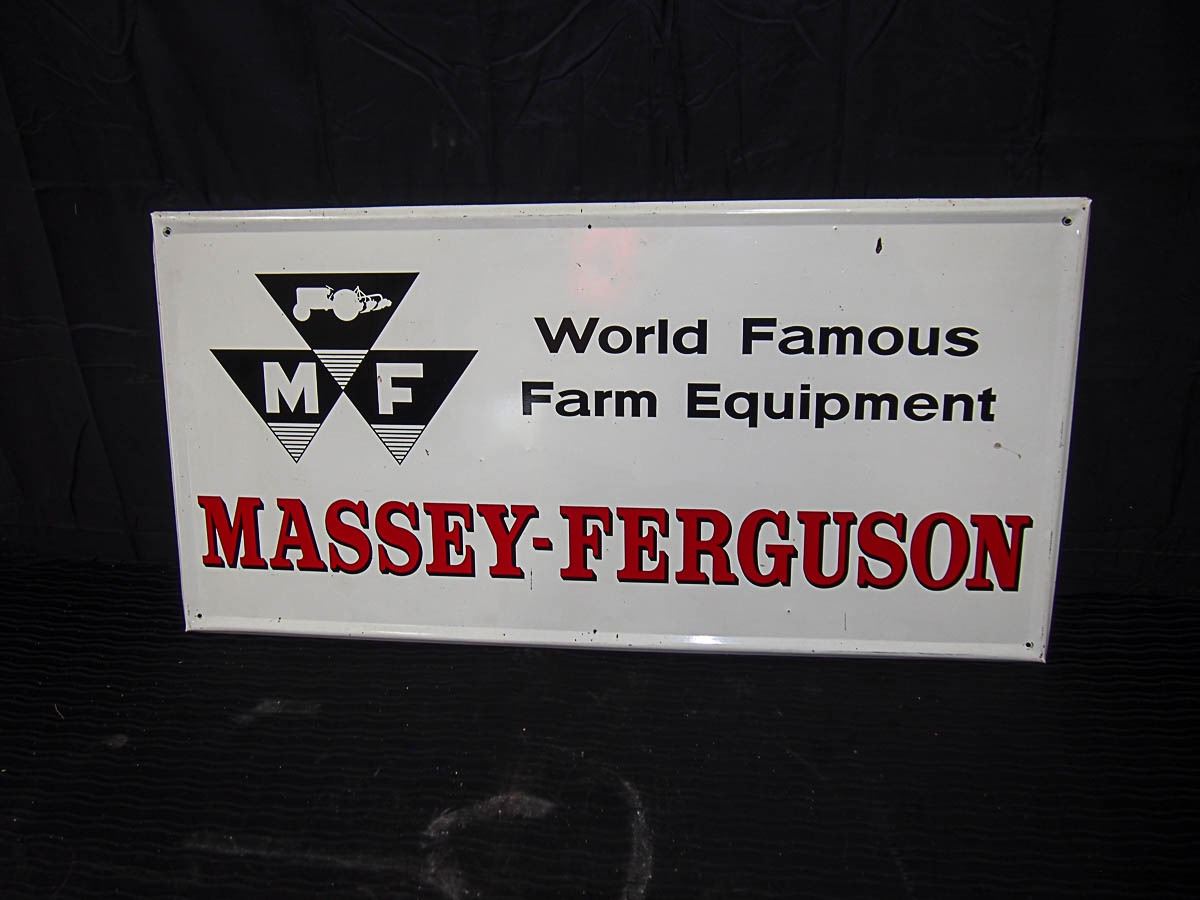 World Famous
Farm Equipment
M F
MASSEY-FERGUSON